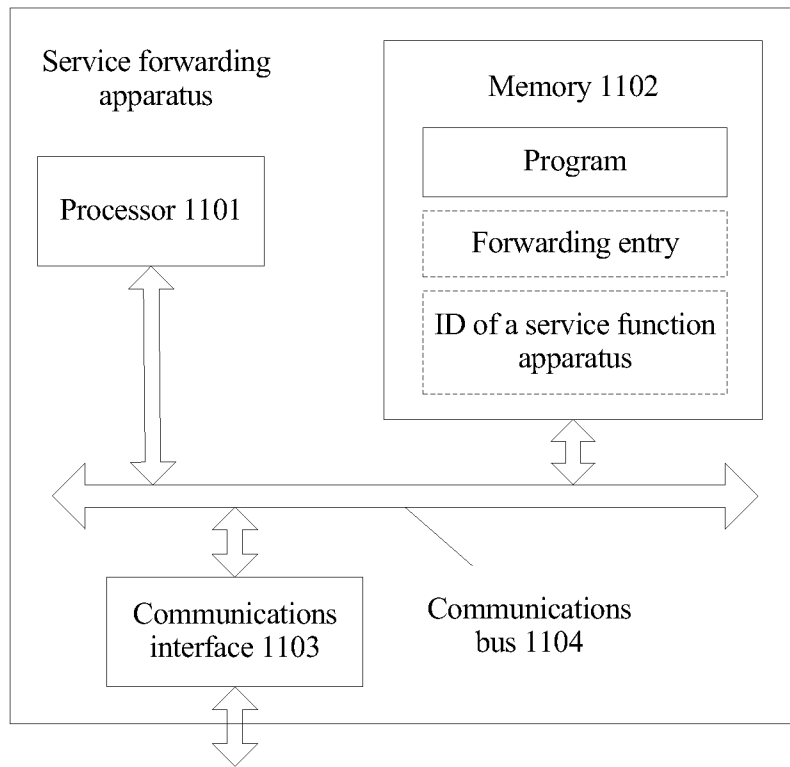 Service forwarding
apparatus
Memory 1102
Program
Processor 1101
Forwarding entry
ID of a service function
apparatus
Communications
interface 1103
Communications
bus 1104